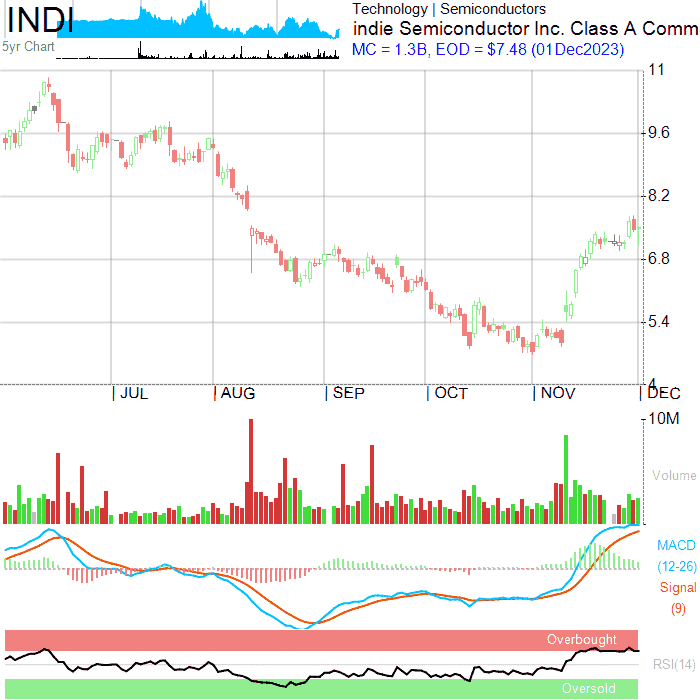 INDI
5yr Chart
Technology | Semiconductors
indie Semiconductor Inc. Class A Comm
MC = 1.3B, EOD = $7.48 (01Dec2023)
11
9.6
8.2
6.8
5.4
4
JUL
AUG
SEP
OCT
NOV
DEC
10M
Volume
MACD
(12-26)
Signal
(9)
Overbought
RSI(14)
Oversold